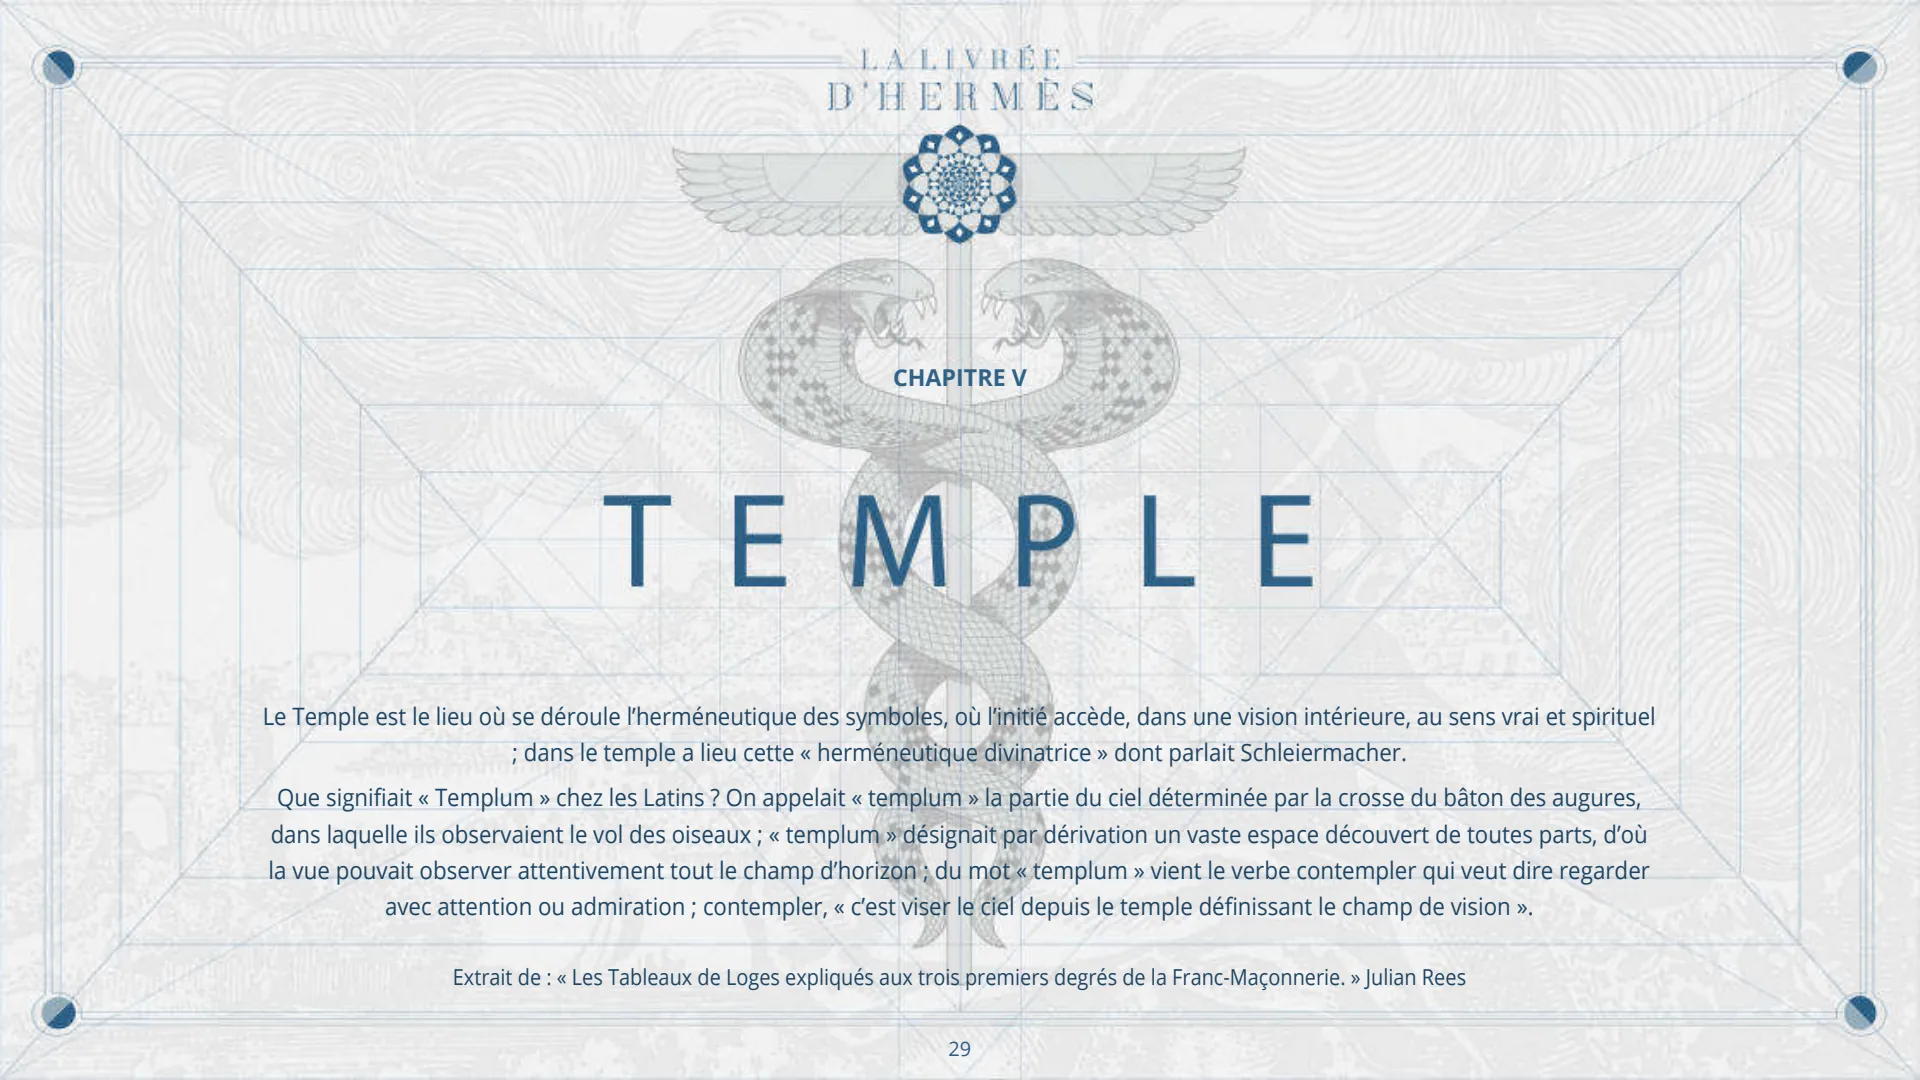 LA LIVRÉE
D'HERMÈS
CHAPITRE V
TEMPLE
Le Temple est le lieu où se déroule l’herméneutique des symboles, où l’initié accède, dans une vision intérieure, au sens vrai et spirituel
; dans le temple a lieu cette « herméneutique divinatrice » dont parlait Schleiermacher.
Que signifiait « Templum » chez les Latins ? On appelait « templum » la partie du ciel déterminée par la crosse du bâton des augures,
dans laquelle ils observaient le vol des oiseaux ; « templum » désignait par dérivation un vaste espace découvert de toutes parts, d’où
la vue pouvait observer attentivement tout le champ d’horizon ; du mot « templum » vient le verbe contempler qui veut dire regarder
avec attention ou admiration ; contempler, « c’est viser le ciel depuis le temple définissant le champ de vision ».
Extrait de : « Les Tableaux de Loges expliqués aux trois premiers degrés de la Franc-Maçonnerie. » Julian Rees
29